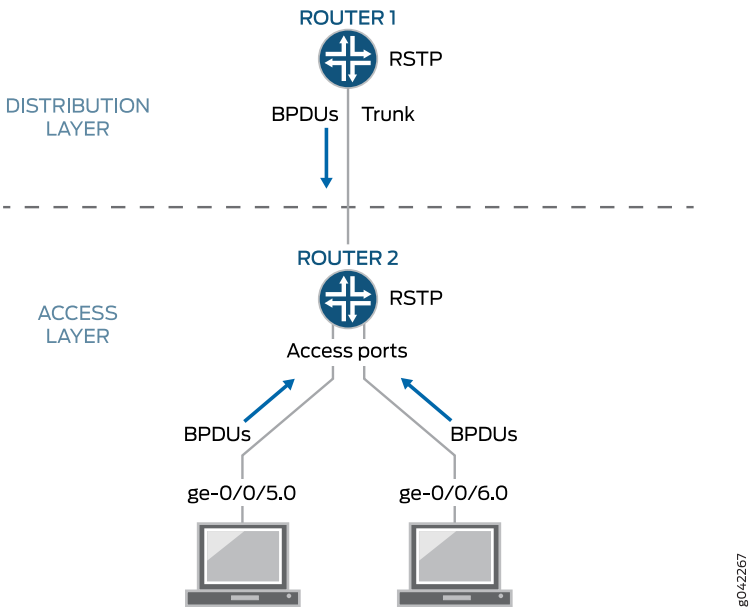 ROUTER 1
RSTP
DISTRIBUTION
LAYER
BPDUs
Trunk
ROUTER 2
RSTP
ACCESS
LAYER
Access ports
BPDUs
BPDUs
ge-0/0/5.0
ge-0/0/6.0
g042267